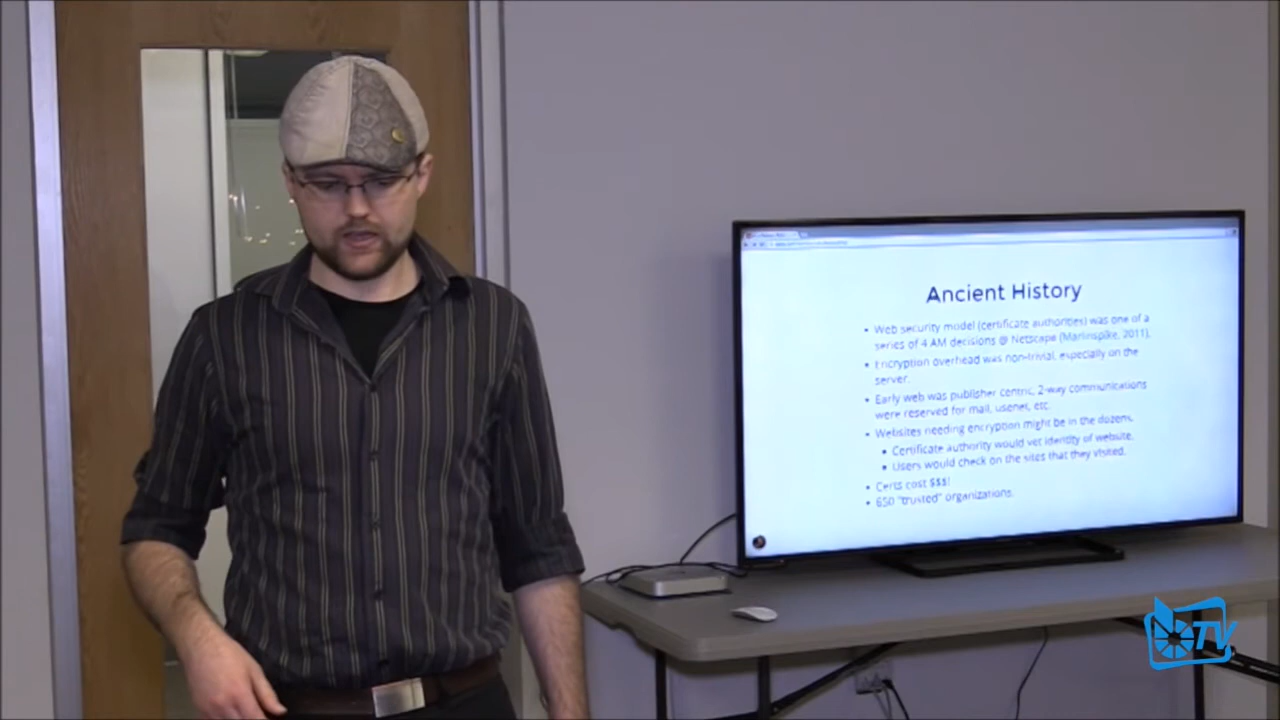 Ancient History
• Web security model (certificate authorities) was one of a
series of 4 AM decisions @ Netscape (Marlinspike, 2011).
• Encryption overhead was non-trivial, especially on the
server.
• Early web was publisher centric, 2-way communications
were reserved for mail, usenet, etc.
• Websites needing encryption might be in the dozens.
• Certificate authority would vet identity of website.
• Users would check on the sites that they visited.
• Certs cost $$$!
• 650 "trusted" organizations.
TV